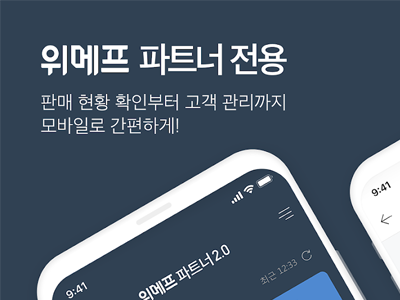 위메프 파트너 전용
판매 현황 확인부터 고객 관리까지
모바일로 간편하게!
9:41
위메프 파트너 2.0
최근 12:33
9:41